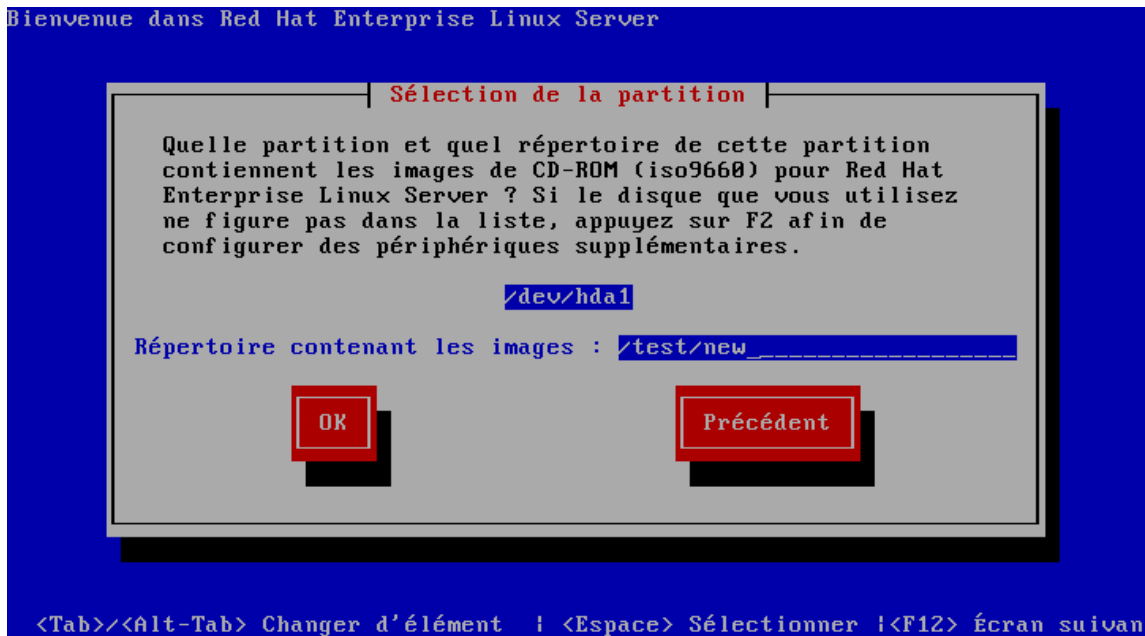 Bienvenue dans Red Hat Enterprise Linux Server
Sélection de la partition
Quelle partition et quel répertoire de cette partition
contiennent les images de CD-ROM (iso9660) pour Red Hat
Enterprise Linux Server ? Si le disque que vous utilisez
ne figure pas dans la liste, appuyez sur F2 afin de
configurer des périphériques supplémentaires.
/dev/hda1
Répertoire contenant les images : /test/new___________________
OK Précédent
<Tab>/<Alt-Tab> Changer d'élément | <Espace> Sélectionner |<F12> Écran suivan